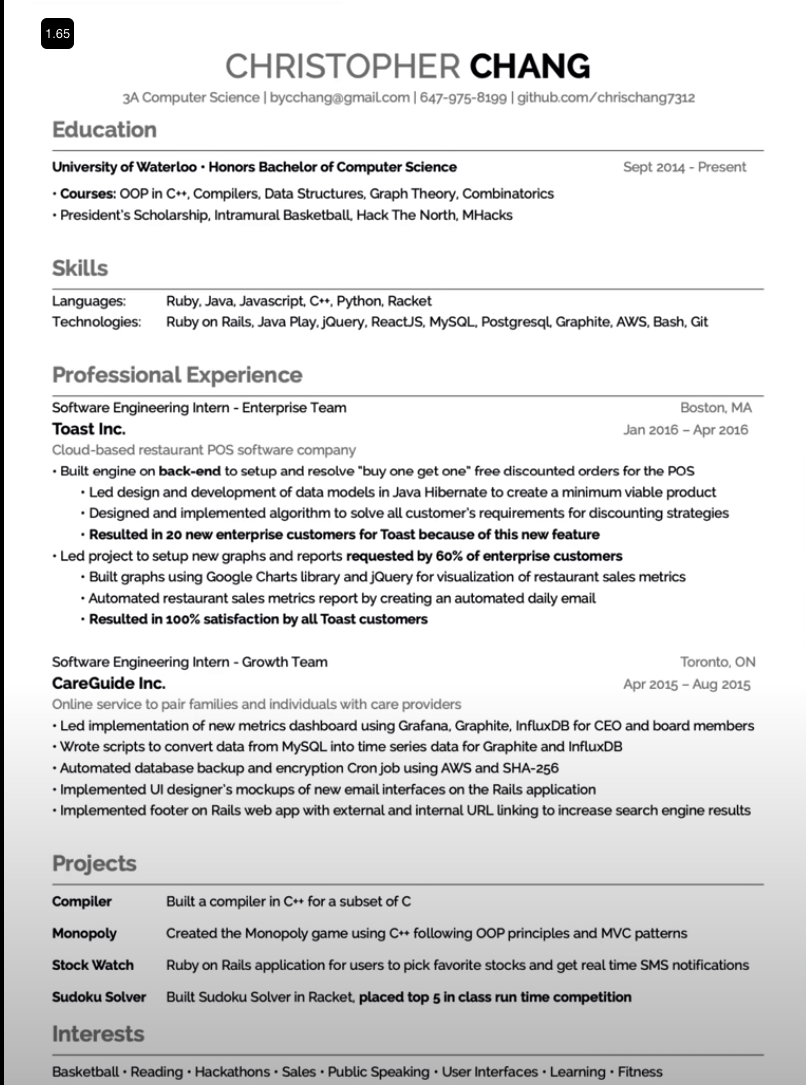 1.65
CHRISTOPHER CHANG
3A Computer Science | bycchang@gmail.com | 647-975-8199 | github.com/chrischang7312
Education
University of Waterloo • Honors Bachelor of Computer Science Sept 2014 - Present
• Courses: OOP in C++, Compilers, Data Structures, Graph Theory, Combinatorics
• President's Scholarship, Intramural Basketball, Hack The North, MHacks
Skills
Languages: Ruby, Java, Javascript, C++, Python, Racket
Technologies: Ruby on Rails, Java Play, jQuery, ReactJS, MySQL, Postgresql, Graphite, AWS, Bash, Git
Professional Experience
Software Engineering Intern - Enterprise Team Boston, MA
Toast Inc. Jan 2016 – Apr 2016
Cloud-based restaurant POS software company
• Built engine on back-end to setup and resolve "buy one get one" free discounted orders for the POS
• Led design and development of data models in Java Hibernate to create a minimum viable product
• Designed and implemented algorithm to solve all customer's requirements for discounting strategies
• Resulted in 20 new enterprise customers for Toast because of this new feature
• Led project to setup new graphs and reports requested by 60% of enterprise customers
• Built graphs using Google Charts library and jQuery for visualization of restaurant sales metrics
• Automated restaurant sales metrics report by creating an automated daily email
• Resulted in 100% satisfaction by all Toast customers
Software Engineering Intern - Growth Team Toronto, ON
CareGuide Inc. Apr 2015 – Aug 2015
Online service to pair families and individuals with care providers
• Led implementation of new metrics dashboard using Grafana, Graphite, InfluxDB for CEO and board members
• Wrote scripts to convert data from MySQL into time series data for Graphite and InfluxDB
• Automated database backup and encryption Cron job using AWS and SHA-256
• Implemented UI designer's mockups of new email interfaces on the Rails application
• Implemented footer on Rails web app with external and internal URL linking to increase search engine results
Projects
Compiler Built a compiler in C++ for a subset of C
Monopoly Created the Monopoly game using C++ following OOP principles and MVC patterns
Stock Watch Ruby on Rails application for users to pick favorite stocks and get real time SMS notifications
Sudoku Solver Built Sudoku Solver in Racket, placed top 5 in class run time competition
Interests
Basketball • Reading • Hackathons • Sales • Public Speaking • User Interfaces • Learning • Fitness